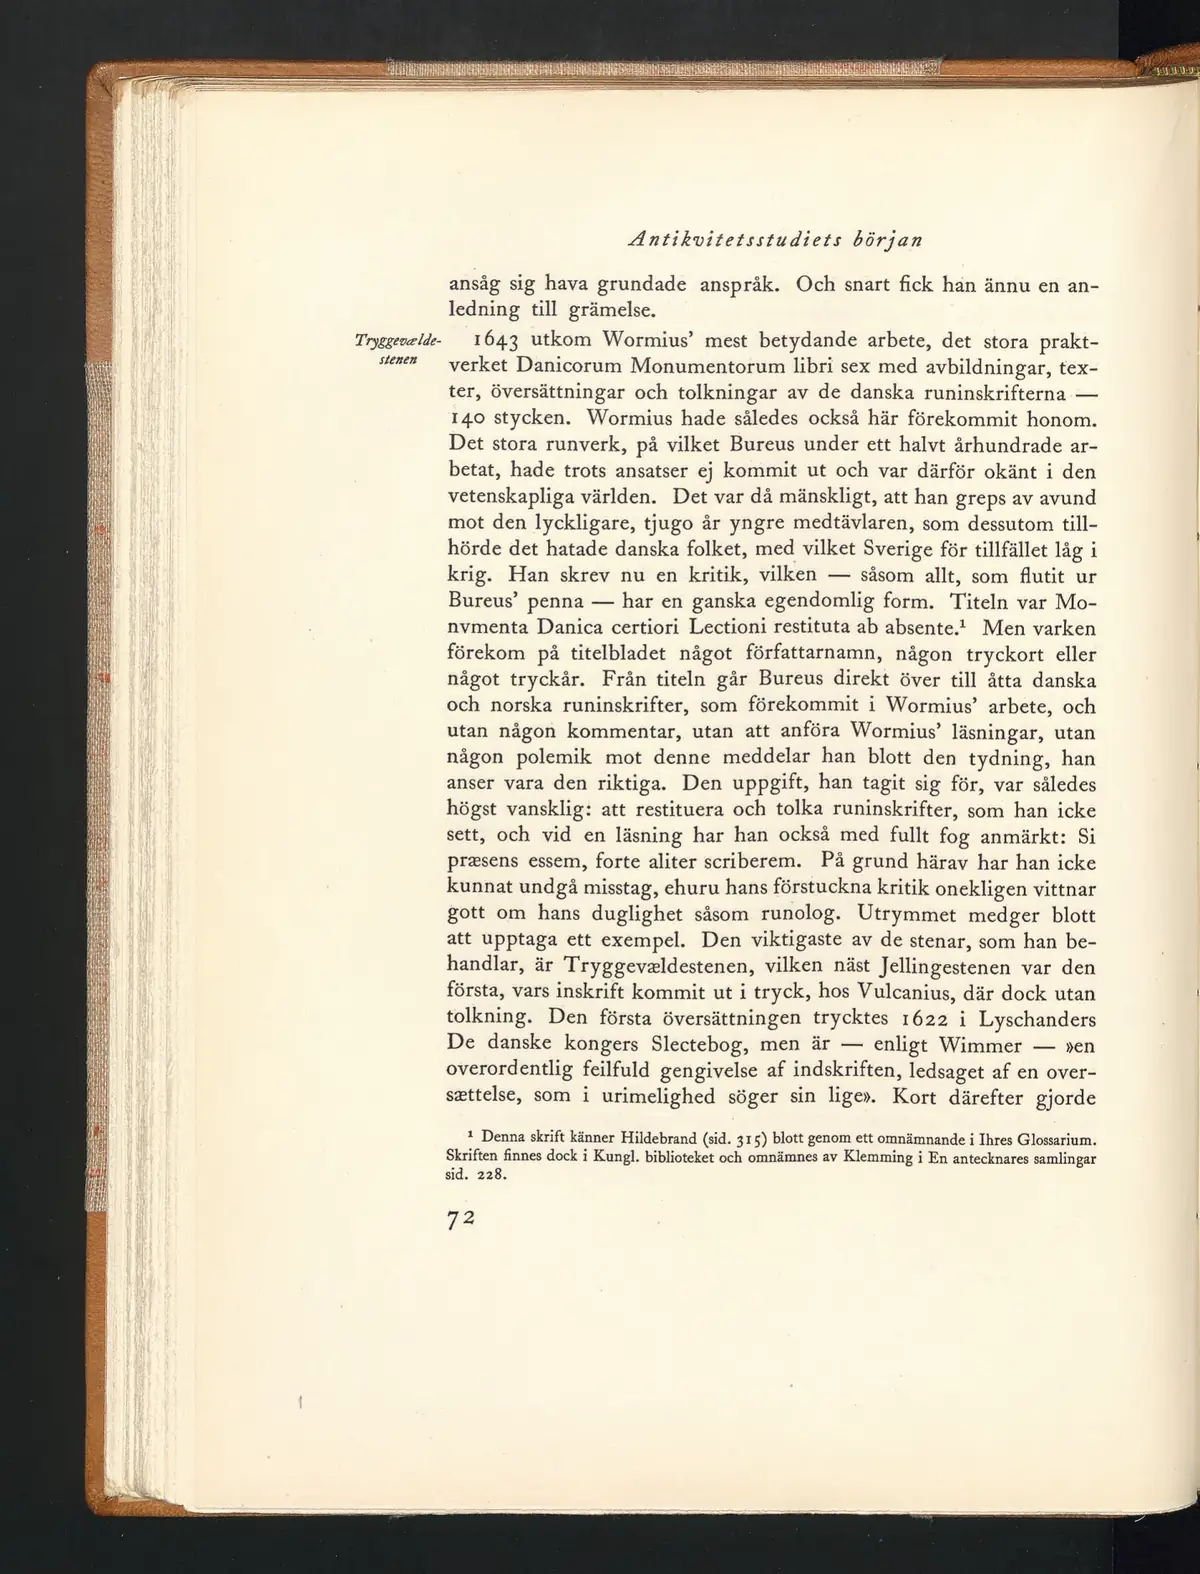 Antikvitetsstudiets början
ansåg sig hava grundade anspråk. Och snart fick han ännu en an-
ledning till grämelse.
Tryggevælde-
stenen
1643 utkom Wormius’ mest betydande arbete, det stora prakt-
verket Danicorum Monumentorum libri sex med avbildningar, tex-
ter, översättningar och tolkningar av de danska runinskrifterna —
140 stycken. Wormius hade således också här förekommit honom.
Det stora runverk, på vilket Bureus under ett halvt århundrade ar-
betat, hade trots ansatser ej kommit ut och var därför okänt i den
vetenskapliga världen. Det var då mänskligt, att han greps av avund
mot den lyckligare, tjugo år yngre medtävlaren, som dessutom till-
hörde det hatade danska folket, med vilket Sverige för tillfället låg i
krig. Han skrev nu en kritik, vilken — såsom allt, som flutit ur
Bureus’ penna — har en ganska egendomlig form. Titeln var Mo-
nvmenta Danica certiori Lectioni restituta ab absente.¹ Men varken
förekom på titelbladet något författarnamn, någon tryckort eller
något tryckår. Från titeln går Bureus direkt över till åtta danska
och norska runinskrifter, som förekommit i Wormius’ arbete, och
utan någon kommentar, utan att anföra Wormius’ läsningar, utan
någon polemik mot denne meddelar han blott den tydning, han
anser vara den riktiga. Den uppgift, han tagit sig för, var således
högst vansklig: att restituera och tolka runinskrifter, som han icke
sett, och vid en läsning har han också med fullt fog anmärkt: Si
præsens essem, forte aliter scriberem. På grund härav har han icke
kunnat undgå misstag, ehuru hans förstuckna kritik onekligen vittnar
gott om hans duglighet såsom runolog. Utrymmet medger blott
att upptaga ett exempel. Den viktigaste av de stenar, som han be-
handlar, är Tryggevældestenen, vilken näst Jellingestenen var den
första, vars inskrift kommit ut i tryck, hos Vulcanius, där dock utan
tolkning. Den första översättningen trycktes 1622 i Lyschanders
De danske kongers Slectebog, men är — enligt Wimmer — »en
overordentlig feilfuld gengivelse af indskriften, ledsaget af en over-
sættelse, som i urimelighed söger sin lige». Kort därefter gjorde
¹ Denna skrift känner Hildebrand (sid. 315) blott genom ett omnämnande i Ihres Glossarium.
Skriften finnes dock i Kungl. biblioteket och omnämnes av Klemming i En antecknares samlingar
sid. 228.
72